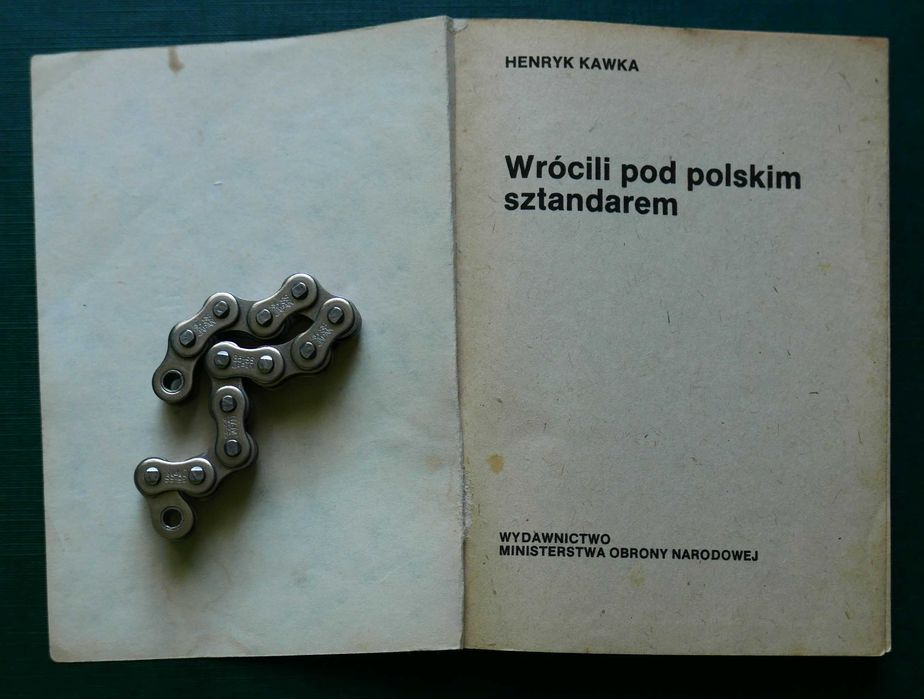 HENRYK KAWKA
Wrócili pod polskim
sztandarem
WYDAWNICTWO
MINISTERSTWA OBRONY NARODOWEJ